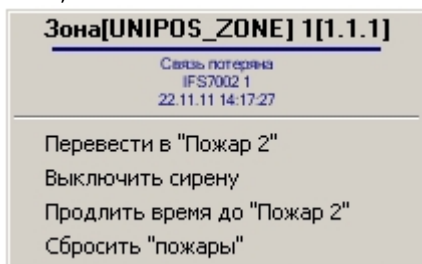 Зона[UNIPOS_ZONE] 1[1.1.1]
Связь потеряна
IFS7002 1
22.11.11 14:17:27
Перевести в "Пожар 2"
Выключить сирену
Продлить время до "Пожар 2"
Сбросить "пожары"